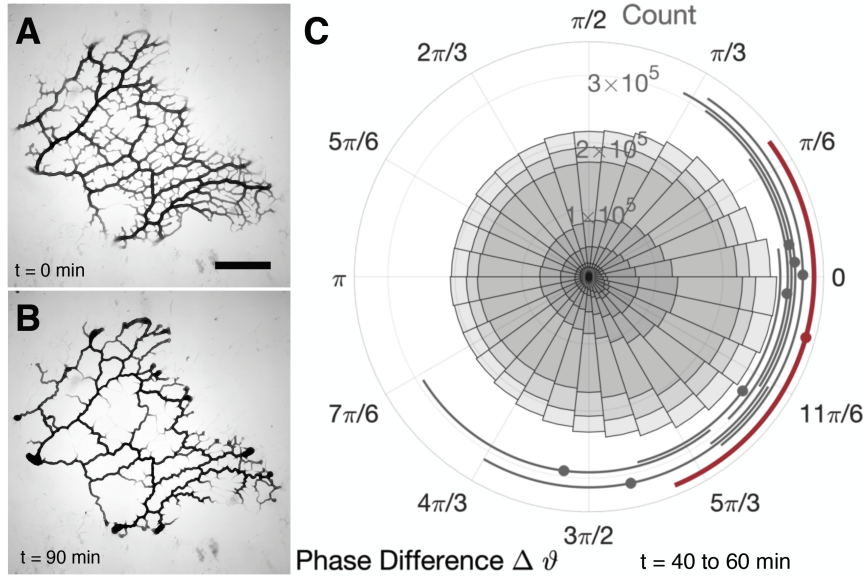 A
t = 0 min
B
t = 90 min
C
π/2 Count
2π/3
π/3
3×10⁵
5π/6
π/6
2×10⁵
1×10⁵
π
0
7π/6
11π/6
4π/3
5π/3
3π/2
Phase Difference Δ ϑ
t = 40 to 60 min